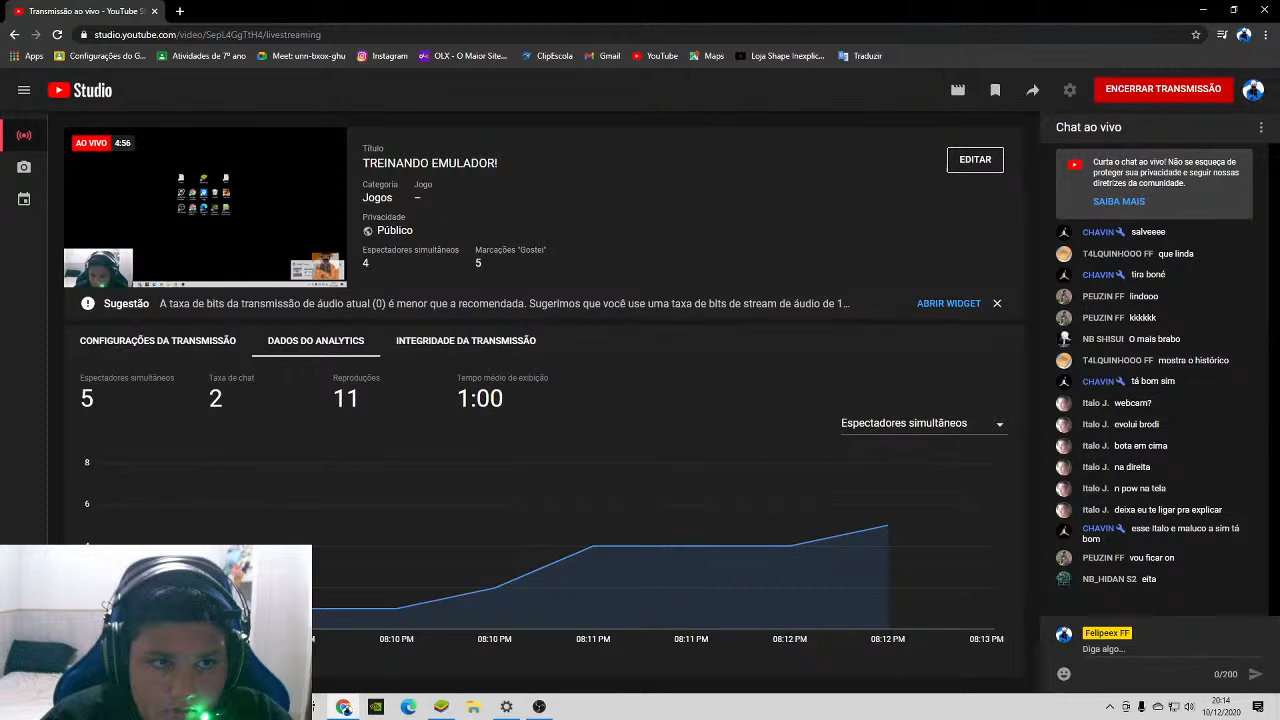 Transmissão ao vivo - YouTube S
studio.youtube.com/video/SepL4GgTtH4/livestreaming
Apps
Configurações do G...
Atividades de 7º ano
Meet: unn-bxox-ghu
Instagram
OLX - O Maior Site...
ClipEscola
Gmail
YouTube
Maps
Loja Shape Inexplic...
Traduzir
Studio
ENCERRAR TRANSMISSÃO
AO VIVO 4:56
Título
TREINANDO EMULADOR!
EDITAR
Categoria Jogo
Jogos –
Privacidade
Público
Espectadores simultâneos Marcações "Gostei"
4 5
Sugestão A taxa de bits da transmissão de áudio atual (0) é menor que a recomendada. Sugerimos que você use uma taxa de bits de stream de áudio de 1...
ABRIR WIDGET
CONFIGURAÇÕES DA TRANSMISSÃO DADOS DO ANALYTICS INTEGRIDADE DA TRANSMISSÃO
Espectadores simultâneos Taxa de chat Reproduções Tempo médio de exibição
5 2 11 1:00
Espectadores simultâneos
8
6
08:10 PM 08:10 PM 08:11 PM 08:11 PM 08:12 PM 08:12 PM 08:13 PM
Chat ao vivo
Curta o chat ao vivo! Não se esqueça de
proteger sua privacidade e seguir nossas
diretrizes da comunidade.
SAIBA MAIS
CHAVIN salveeee
T4LQUINHOOO FF que linda
CHAVIN tira boné
PEUZIN FF lindooo
PEUZIN FF kkkkkk
NB SHISUI O mais brabo
T4LQUINHOOO FF mostra o histórico
CHAVIN tá bom sim
Italo J. webcam?
Italo J. evolui brodi
Italo J. bota em cima
Italo J. na direita
Italo J. n pow na tela
Italo J. deixa eu te ligar pra explicar
CHAVIN esse Italo e maluco a sim tá
bom
PEUZIN FF vou ficar on
NB_HIDAN S2 eita
Felipeex FF
Diga algo...
0/200
20:14
10/12/2020